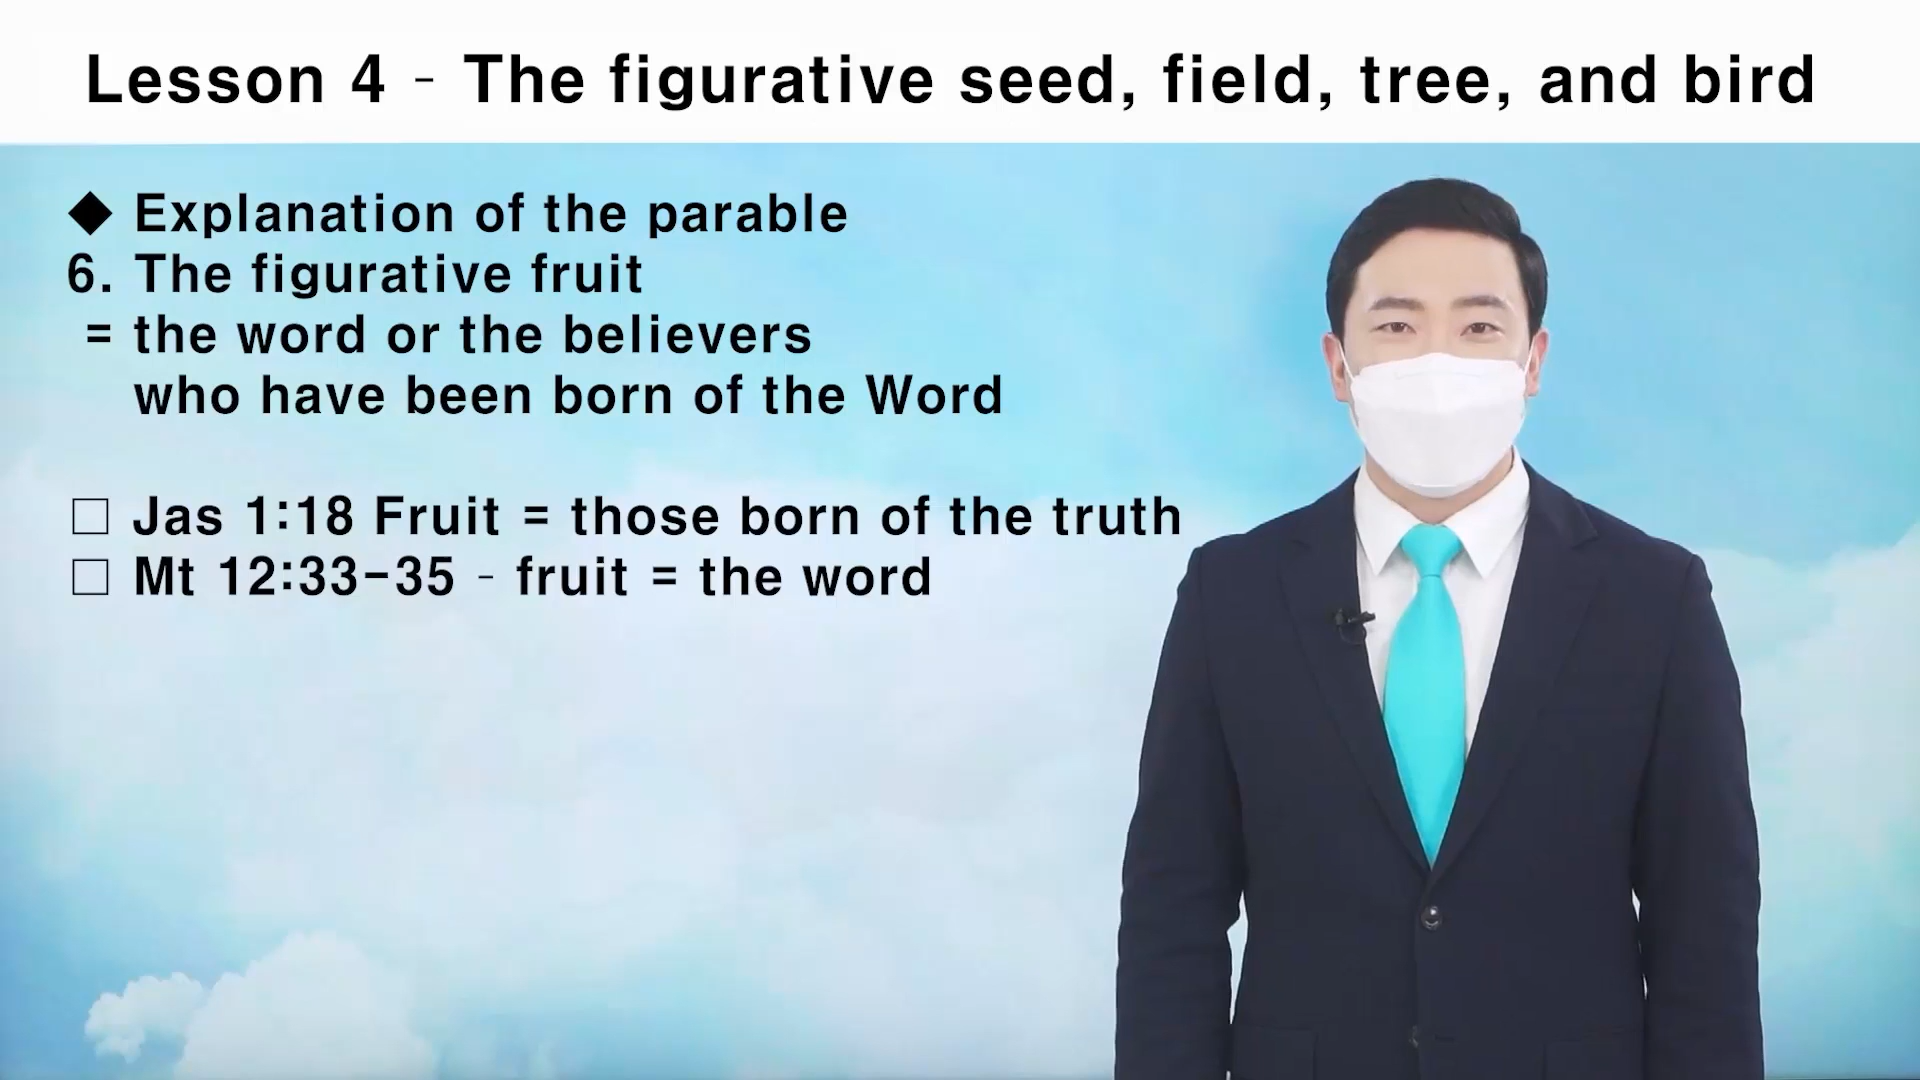 Lesson 4 - The figurative seed, field, tree, and bird
◆ Explanation of the parable
6. The figurative fruit
= the word or the believers
who have been born of the Word
□ Jas 1:18 Fruit = those born of the truth
□ Mt 12:33-35 - fruit = the word